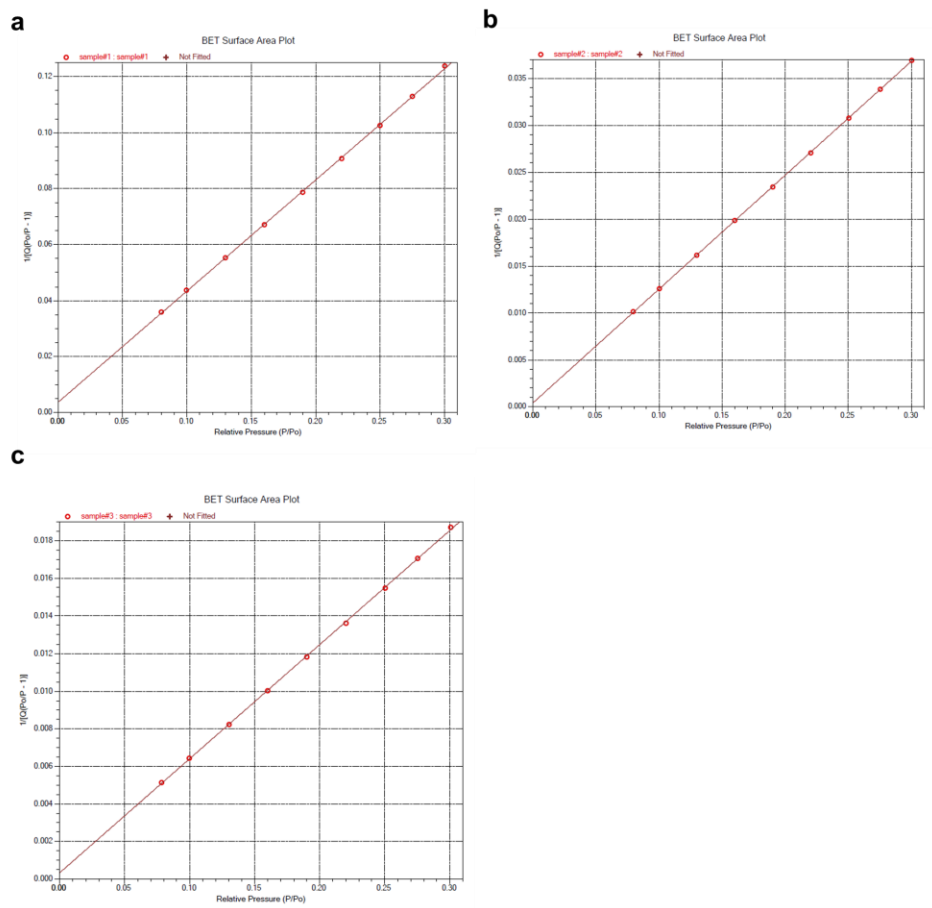 a
BET Surface Area Plot
sample#1 : sample#1 Not Fitted
0.12
0.10
0.08
0.06
0.04
0.02
0.00
1/[Q(Po/P - 1)]
0.00 0.05 0.10 0.15 0.20 0.25 0.30
Relative Pressure (P/Po)
b
BET Surface Area Plot
sample#2 : sample#2 Not Fitted
0.035
0.030
0.025
0.020
0.015
0.010
0.005
0.000
1/[Q(Po/P - 1)]
0.00 0.05 0.10 0.15 0.20 0.25 0.30
Relative Pressure (P/Po)
c
BET Surface Area Plot
sample#3 : sample#3 Not Fitted
0.018
0.016
0.014
0.012
0.010
0.008
0.006
0.004
0.002
0.000
1/[Q(Po/P - 1)]
0.00 0.05 0.10 0.15 0.20 0.25 0.30
Relative Pressure (P/Po)